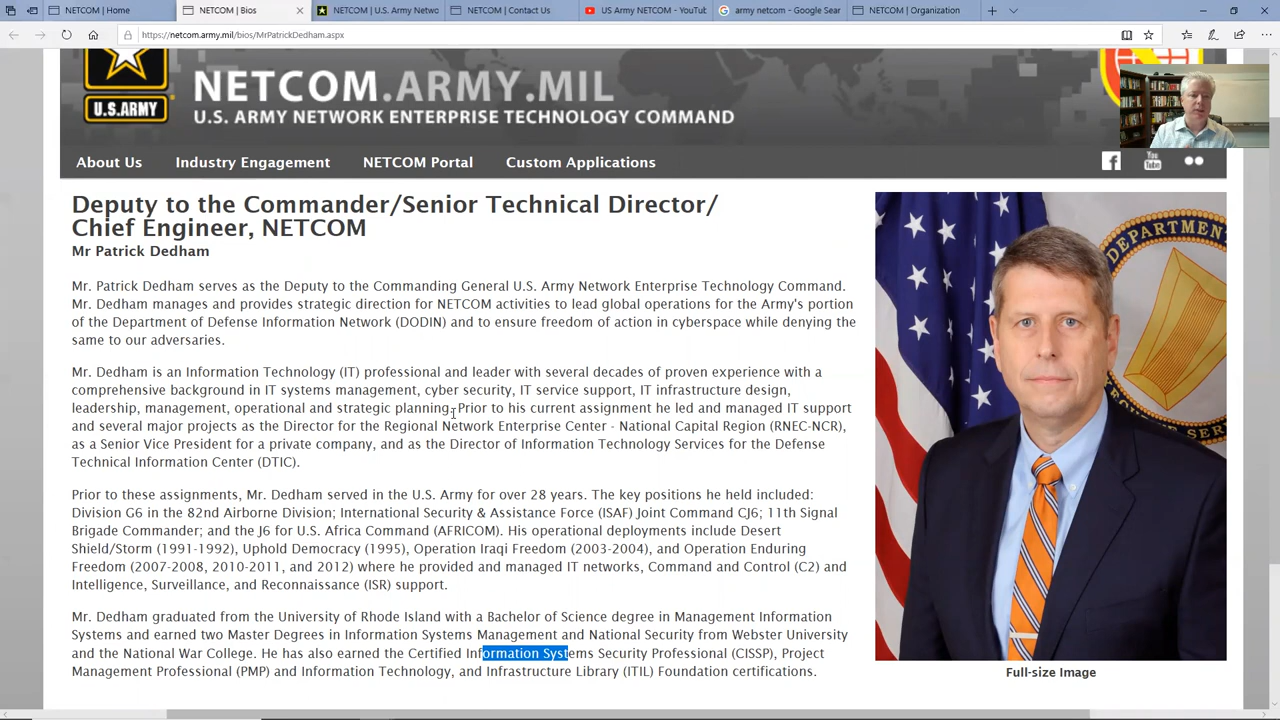 NETCOM | Home
NETCOM | Bios
NETCOM | U.S. Army Netwo
NETCOM | Contact Us
US Army NETCOM - YouTub
army netcom - Google Sear
NETCOM | Organization
https://netcom.army.mil/bios/MrPatrickDedham.aspx
U.S.ARMY
NETCOM.ARMY.MIL
U.S. ARMY NETWORK ENTERPRISE TECHNOLOGY COMMAND
About Us Industry Engagement NETCOM Portal Custom Applications
f You Tube
Deputy to the Commander/Senior Technical Director/
Chief Engineer, NETCOM
Mr Patrick Dedham
Mr. Patrick Dedham serves as the Deputy to the Commanding General U.S. Army Network Enterprise Technology Command.
Mr. Dedham manages and provides strategic direction for NETCOM activities to lead global operations for the Army's portion
of the Department of Defense Information Network (DODIN) and to ensure freedom of action in cyberspace while denying the
same to our adversaries.
Mr. Dedham is an Information Technology (IT) professional and leader with several decades of proven experience with a
comprehensive background in IT systems management, cyber security, IT service support, IT infrastructure design,
leadership, management, operational and strategic planning. Prior to his current assignment he led and managed IT support
and several major projects as the Director for the Regional Network Enterprise Center - National Capital Region (RNEC-NCR),
as a Senior Vice President for a private company, and as the Director of Information Technology Services for the Defense
Technical Information Center (DTIC).
Prior to these assignments, Mr. Dedham served in the U.S. Army for over 28 years. The key positions he held included:
Division G6 in the 82nd Airborne Division; International Security & Assistance Force (ISAF) Joint Command CJ6; 11th Signal
Brigade Commander; and the J6 for U.S. Africa Command (AFRICOM). His operational deployments include Desert
Shield/Storm (1991-1992), Uphold Democracy (1995), Operation Iraqi Freedom (2003-2004), and Operation Enduring
Freedom (2007-2008, 2010-2011, and 2012) where he provided and managed IT networks, Command and Control (C2) and
Intelligence, Surveillance, and Reconnaissance (ISR) support.
Mr. Dedham graduated from the University of Rhode Island with a Bachelor of Science degree in Management Information
Systems and earned two Master Degrees in Information Systems Management and National Security from Webster University
and the National War College. He has also earned the Certified Information Systems Security Professional (CISSP), Project
Management Professional (PMP) and Information Technology, and Infrastructure Library (ITIL) Foundation certifications.
DEPARTM
Full-size Image